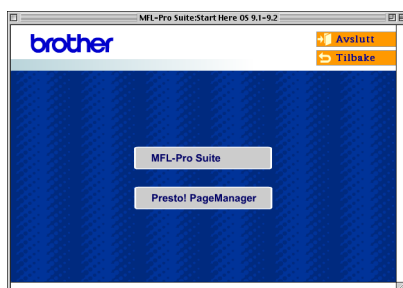 MFL-Pro Suite:Start Here OS 9.1-9.2
brother
Avslutt
Tilbake
MFL-Pro Suite
Presto! PageManager